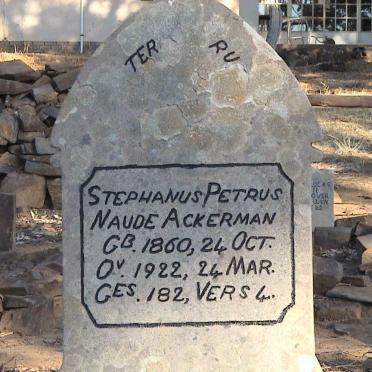 TER RU
STEPHANUS PETRUS
NAUDE ACKERMAN
GB. 1860, 24 OCT.
OV. 1922, 24 MAR.
GES. 182, VERS 4.